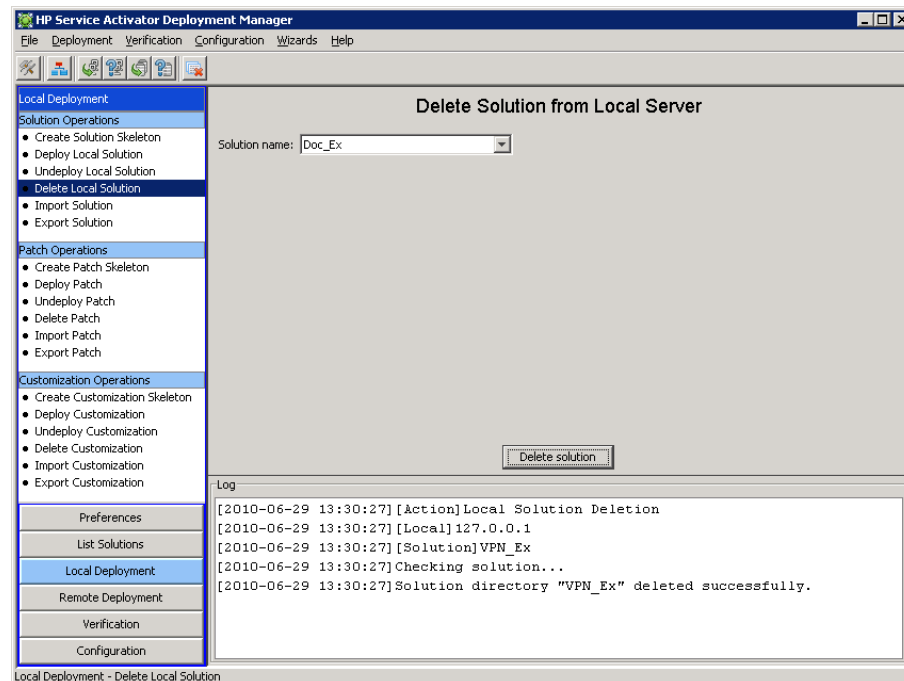 HP Service Activator Deployment Manager
File Deployment Verification Configuration Wizards Help
Local Deployment
Solution Operations
Create Solution Skeleton
Deploy Local Solution
Undeploy Local Solution
Delete Local Solution
Import Solution
Export Solution
Patch Operations
Create Patch Skeleton
Deploy Patch
Undeploy Patch
Delete Patch
Import Patch
Export Patch
Customization Operations
Create Customization Skeleton
Deploy Customization
Undeploy Customization
Delete Customization
Import Customization
Export Customization
Preferences
List Solutions
Local Deployment
Remote Deployment
Verification
Configuration
Delete Solution from Local Server
Solution name: Doc_Ex
Delete solution
Log
[2010-06-29 13:30:27][Action]Local Solution Deletion
[2010-06-29 13:30:27][Local]127.0.0.1
[2010-06-29 13:30:27][Solution]VPN_Ex
[2010-06-29 13:30:27]Checking solution...
[2010-06-29 13:30:27]Solution directory "VPN_Ex" deleted successfully.
Local Deployment - Delete Local Solution